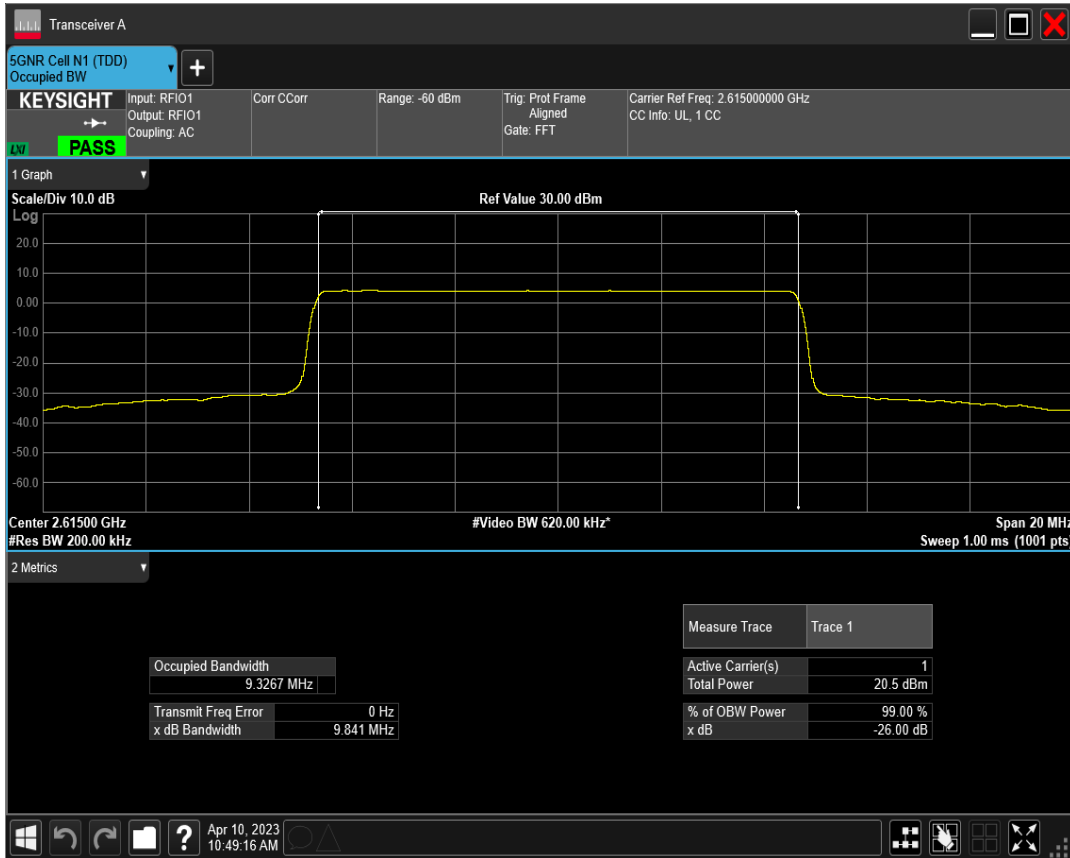 Transceiver A
5GNR Cell N1 (TDD)
Occupied BW
+
KEYSIGHT
LXI
PASS
Input: RFIO1
Output: RFIO1
Coupling: AC
Corr CCorr
Range: -60 dBm
Trig: Prot Frame
Aligned
Gate: FFT
Carrier Ref Freq: 2.615000000 GHz
CC Info: UL, 1 CC
1 Graph
Scale/Div 10.0 dB
Ref Value 30.00 dBm
Log
20.0
10.0
0.00
-10.0
-20.0
-30.0
-40.0
-50.0
-60.0
Center 2.61500 GHz
#Video BW 620.00 kHz*
Span 20 MHz
#Res BW 200.00 kHz
Sweep 1.00 ms (1001 pts)
2 Metrics
Measure Trace Trace 1
Occupied Bandwidth
9.3267 MHz
Active Carrier(s) 1
Total Power 20.5 dBm
Transmit Freq Error 0 Hz
x dB Bandwidth 9.841 MHz
% of OBW Power 99.00 %
x dB -26.00 dB
?
Apr 10, 2023
10:49:16 AM